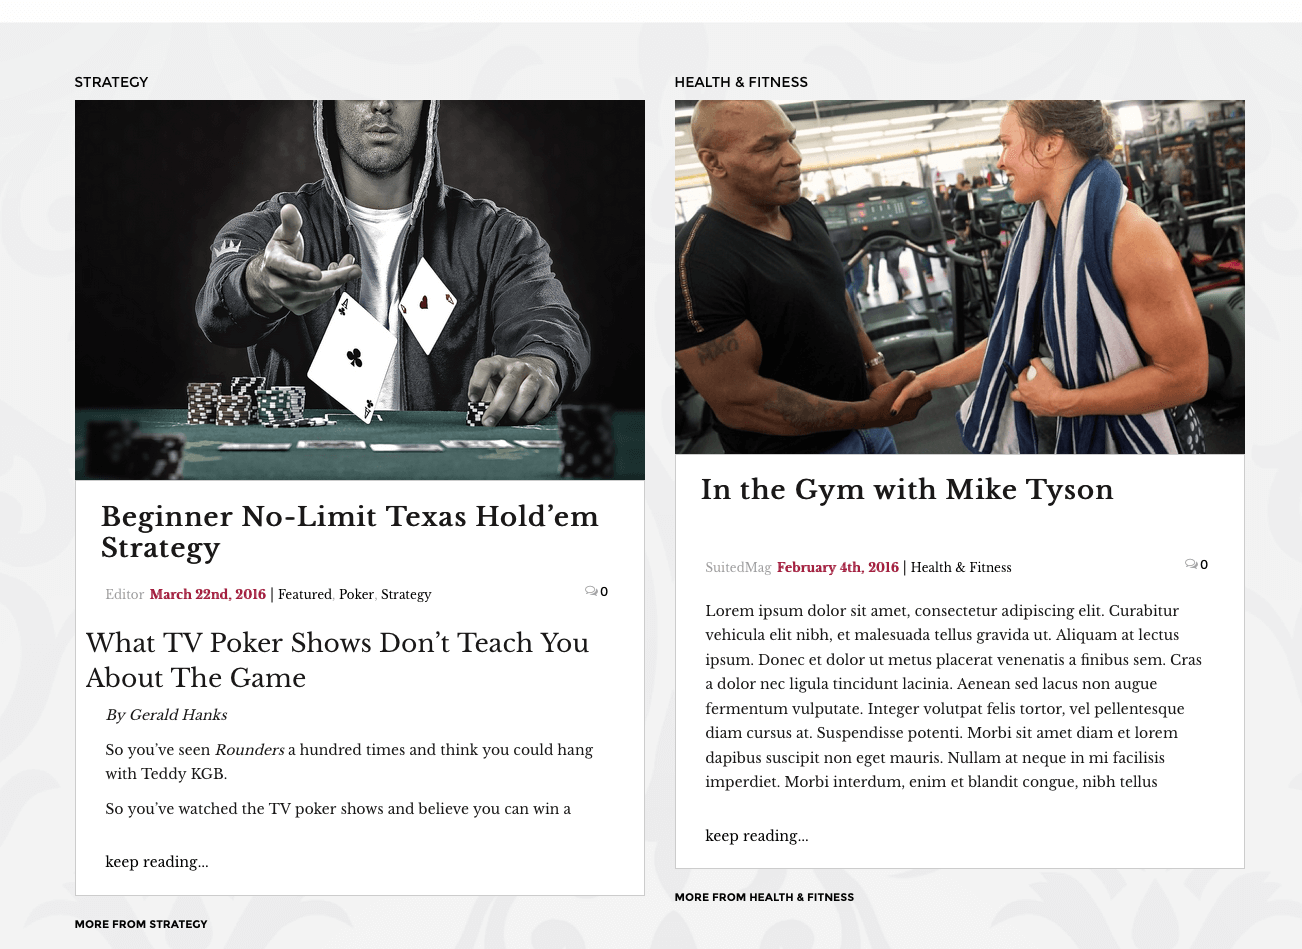 STRATEGY
Beginner No-Limit Texas Hold’em
Strategy
Editor March 22nd, 2016 | Featured, Poker, Strategy
0
What TV Poker Shows Don’t Teach You
About The Game
By Gerald Hanks
So you’ve seen Rounders a hundred times and think you could hang
with Teddy KGB.
So you’ve watched the TV poker shows and believe you can win a
keep reading...
MORE FROM STRATEGY
HEALTH & FITNESS
In the Gym with Mike Tyson
SuitedMag February 4th, 2016 | Health & Fitness
0
Lorem ipsum dolor sit amet, consectetur adipiscing elit. Curabitur
vehicula elit nibh, et malesuada tellus gravida ut. Aliquam at lectus
ipsum. Donec et dolor ut metus placerat venenatis a finibus sem. Cras
a dolor nec ligula tincidunt lacinia. Aenean sed lacus non augue
fermentum vulputate. Integer volutpat felis tortor, vel pellentesque
diam cursus at. Suspendisse potenti. Morbi sit amet diam et lorem
dapibus suscipit non eget mauris. Nullam at neque in mi facilisis
imperdiet. Morbi interdum, enim et blandit congue, nibh tellus
keep reading...
MORE FROM HEALTH & FITNESS